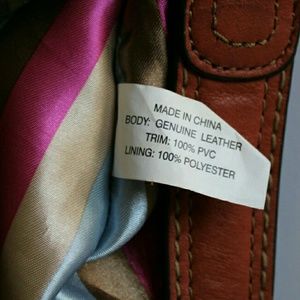 MADE IN CHINA
BODY: GENUINE LEATHER
TRIM: 100% PVC
LINING: 100% POLYESTER